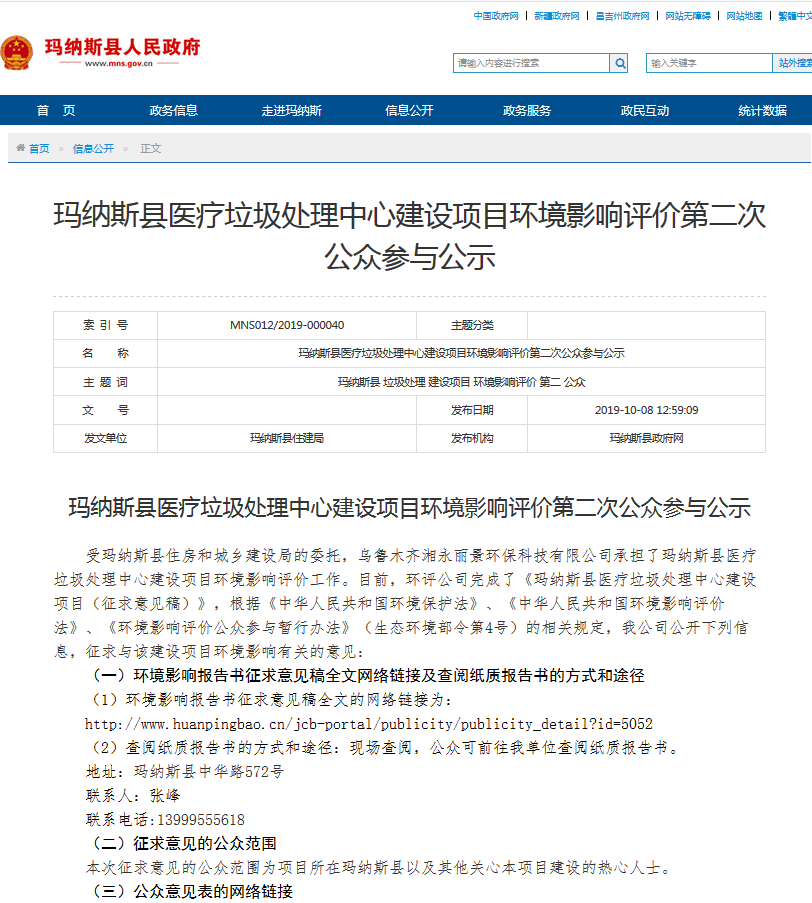 中国政府网 | 新疆政府网 | 昌吉州政府网 | 网站无障碍 | 网站地图 | 繁體中文
玛纳斯县人民政府
www.mns.gov.cn
请输入内容进行搜索 输入关键字 站外搜索
首 页 政务信息 走进玛纳斯 信息公开 政务服务 政民互动 统计数据
首页 » 信息公开 » 正文
玛纳斯县医疗垃圾处理中心建设项目环境影响评价第二次
公众参与公示
索 引 号 MNS012/2019-000040 主题分类
名 称 玛纳斯县医疗垃圾处理中心建设项目环境影响评价第二次公众参与公示
主 题 词 玛纳斯县 垃圾处理 建设项目 环境影响评价 第二 公众
文 号 发布日期 2019-10-08 12:59:09
发文单位 玛纳斯县住建局 发布机构 玛纳斯县政府网
玛纳斯县医疗垃圾处理中心建设项目环境影响评价第二次公众参与公示
受玛纳斯县住房和城乡建设局的委托，乌鲁木齐湘永丽景环保科技有限公司承担了玛纳斯县医疗
垃圾处理中心建设项目环境影响评价工作。目前，环评公司完成了《玛纳斯县医疗垃圾处理中心建设
项目（征求意见稿）》，根据《中华人民共和国环境保护法》、《中华人民共和国环境影响评价
法》、《环境影响评价公众参与暂行办法》（生态环境部令第4号）的相关规定，我公司公开下列信
息，征求与该建设项目环境影响有关的意见：
（一）环境影响报告书征求意见稿全文网络链接及查阅纸质报告书的方式和途径
（1）环境影响报告书征求意见稿全文的网络链接为：
http://www.huanpingbao.cn/jcb-portal/publicity/publicity_detail?id=5052
（2）查阅纸质报告书的方式和途径：现场查阅，公众可前往我单位查阅纸质报告书。
地址：玛纳斯县中华路572号
联系人：张峰
联系电话:13999555618
（二）征求意见的公众范围
本次征求意见的公众范围为项目所在玛纳斯县以及其他关心本项目建设的热心人士。
（三）公众意见表的网络链接